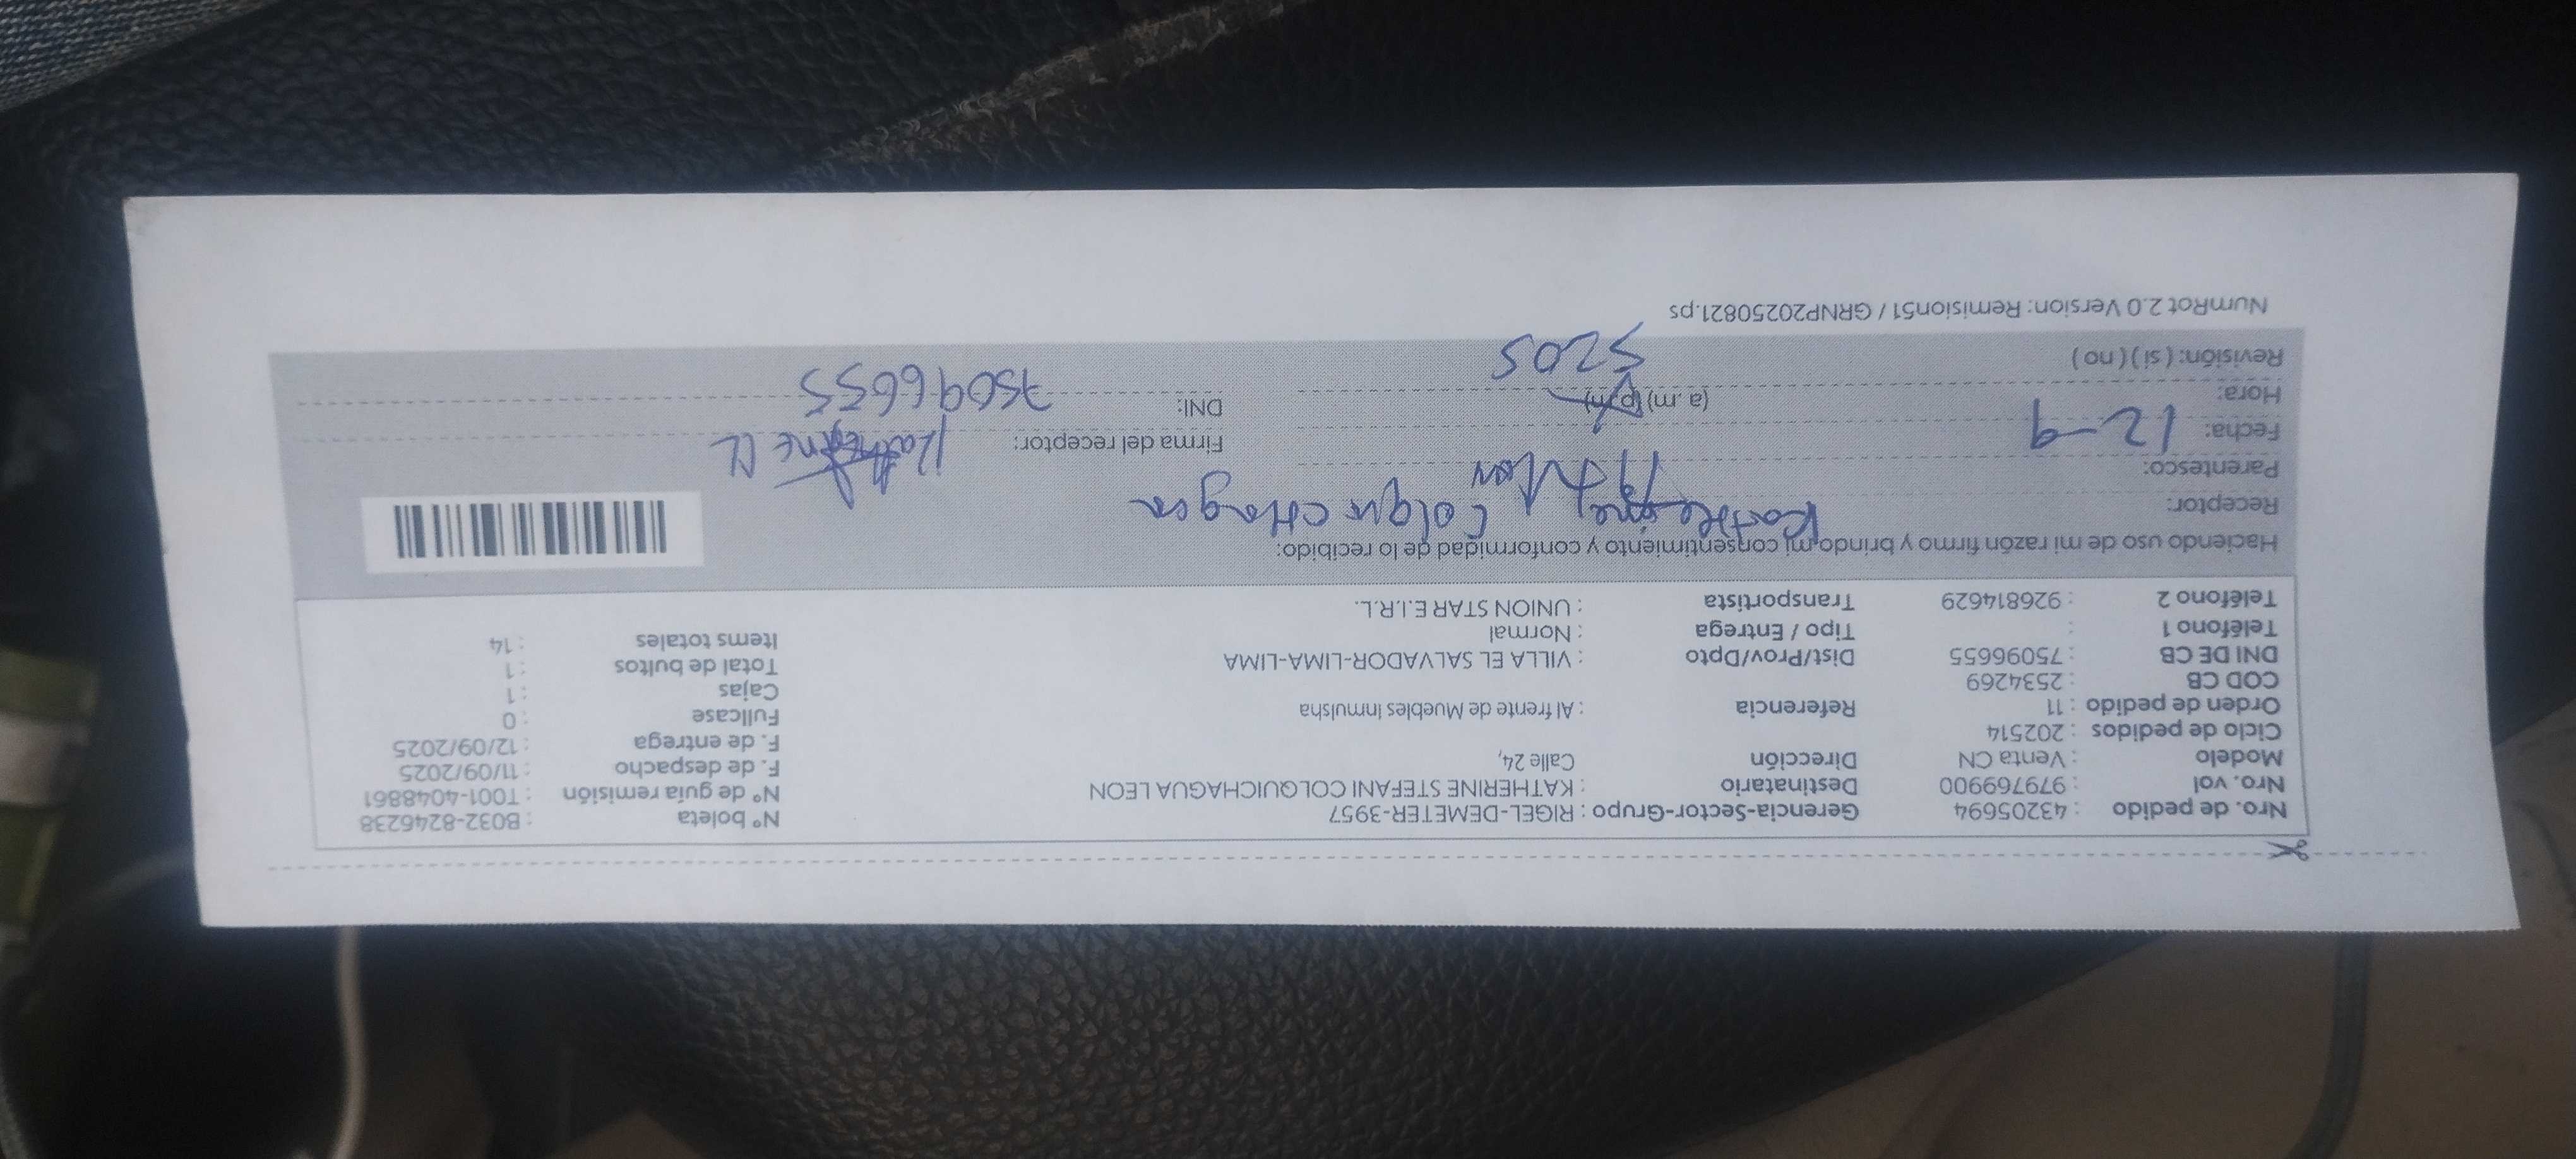 Nro. de pedido : 43205694 Gerencia-Sector-Grupo : RIGEL-DEMETER-3957 N° boleta : B032-8246238
Nro. vol : 979769900 Destinatario : KATHERINE STEFANI COLQUICHAGUA LEON N° de guía remisión : T001-4048861
Modelo : Venta CN Dirección Calle 24, F. de despacho : 11/09/2025
Ciclo de pedidos : 202514 F. de entrega : 12/09/2025
Orden de pedido : 11 Referencia : Al frente de Muebles Inmulsha Fullcase : 0
COD CB : 2534269 Cajas : 1
DNI DE CB : 75096655 Dist/Prov/Dpto : VILLA EL SALVADOR-LIMA-LIMA Total de bultos : 1
Teléfono 1 : Tipo / Entrega : Normal Items totales : 14
Teléfono 2 : 926814629 Transportista : UNION STAR E.I.R.L.
Haciendo uso de mi razón firmo y brindo mi consentimiento y conformidad de lo recibido:
Receptor: Katherine Colquichagua
Parentesco:
Fecha: 12-9 Firma del receptor: Katherine CL
Hora: (a .m) (p.m) DNI: 75096655
Revisión: ( si ) ( no ) 5205
NumRot 2.0 Version: Remision51 / GRNP20250821.ps